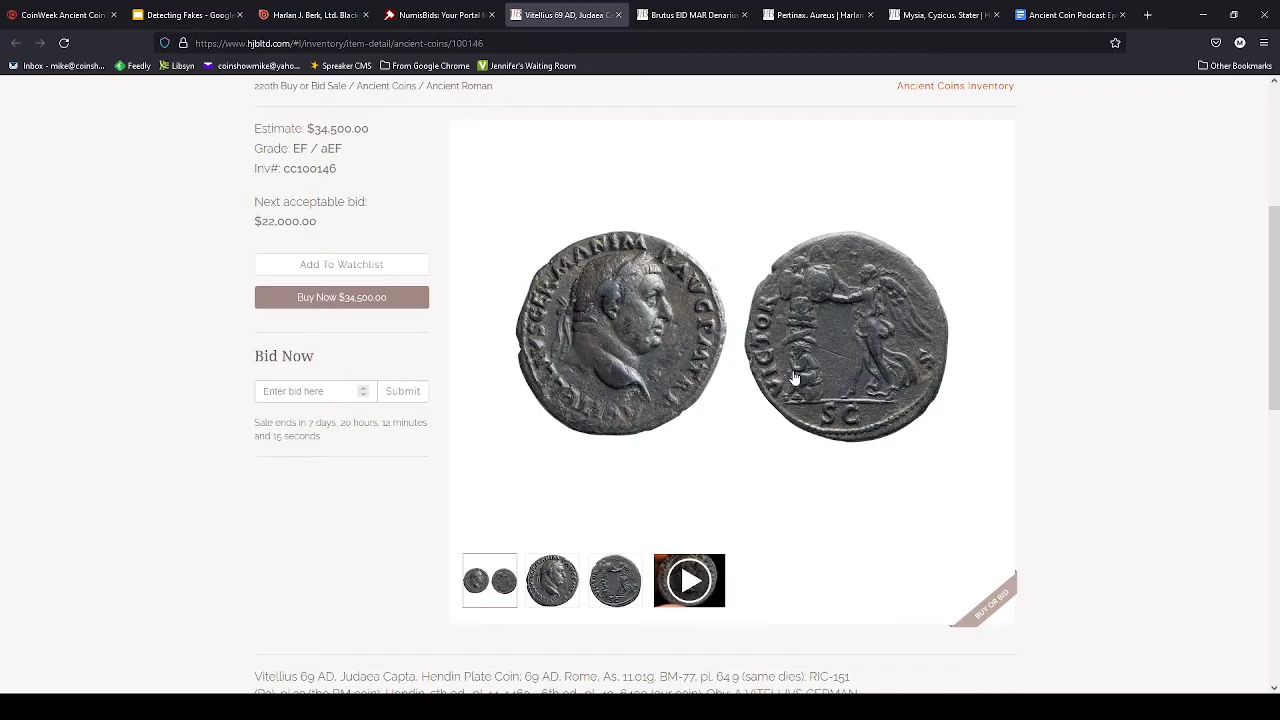 CoinWeek Ancient Coin
Detecting Fakes - Google
Harlan J. Berk, Ltd. Black
NumisBid: Your Portal f
Vitellius 69 AD, Judaea Ca
Brutus EID MAR Denarius
Pertinax. Aureus | Harlan
Mysia, Cyzicus. Stater | H
Ancient Coin Podcast Ep
https://www.hjbltd.com/#!/inventory/item-detail/ancient-coins/100146
Inbox - mike@coinsh...
Feedly
Libsyn
coinshowmike@yaho...
Spreaker CMS
From Google Chrome
Jennifer's Waiting Room
Other Bookmarks
220th Buy or Bid Sale / Ancient Coins / Ancient Roman
Ancient Coins Inventory
Estimate: $34,500.00
Grade: EF / aEF
Inv#: cc100146
Next acceptable bid:
$22,000.00
Add To Watchlist
Buy Now $34,500.00
Bid Now
Enter bid here
Submit
Sale ends in 7 days, 20 hours, 12 minutes
and 15 seconds
VICTOR
SC
BUY OR BID
Vitellius 69 AD, Judaea Capta, Hendin Plate Coin; 69 AD, Rome, As, 11.01g. BM-77, pl. 64.9 (same dies), RIC-151